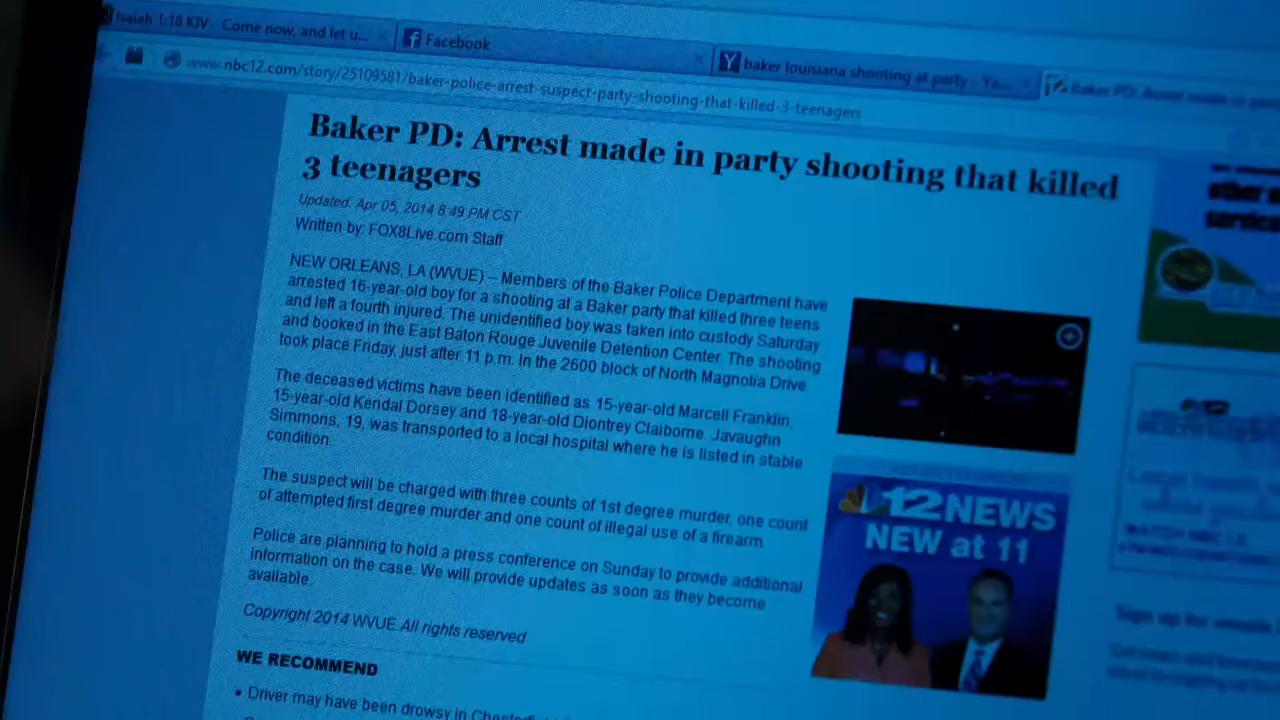 Isaiah 1:18 KJV - Come now, and let u...
Facebook
baker louisiana shooting at party - Ya...
Baker PD: Arrest made in party
www.nbc12.com/story/25109581/baker-police-arrest-suspect-party-shooting-that-killed-3-teenagers
Baker PD: Arrest made in party shooting that killed
3 teenagers
Updated: Apr 05, 2014 8:49 PM CST
Written by: FOX8Live.com Staff
NEW ORLEANS, LA (WVUE) – Members of the Baker Police Department have
arrested 16-year-old boy for a shooting at a Baker party that killed three teens
and left a fourth injured. The unidentified boy was taken into custody Saturday
and booked in the East Baton Rouge Juvenile Detention Center. The shooting
took place Friday, just after 11 p.m. In the 2600 block of North Magnolia Drive.
The deceased victims have been identified as 15-year-old Marcell Franklin,
15-year-old Kendal Dorsey and 18-year-old Diontrey Claiborne. Javaughn
Simmons, 19, was transported to a local hospital where he is listed in stable
condition.
The suspect will be charged with three counts of 1st degree murder, one count
of attempted first degree murder and one count of illegal use of a firearm.
Police are planning to hold a press conference on Sunday to provide additional
information on the case. We will provide updates as soon as they become
available.
Copyright 2014 WVUE All rights reserved
WE RECOMMEND
• Driver may have been drowsy in
12 NEWS
NEW at 11
Sign up for